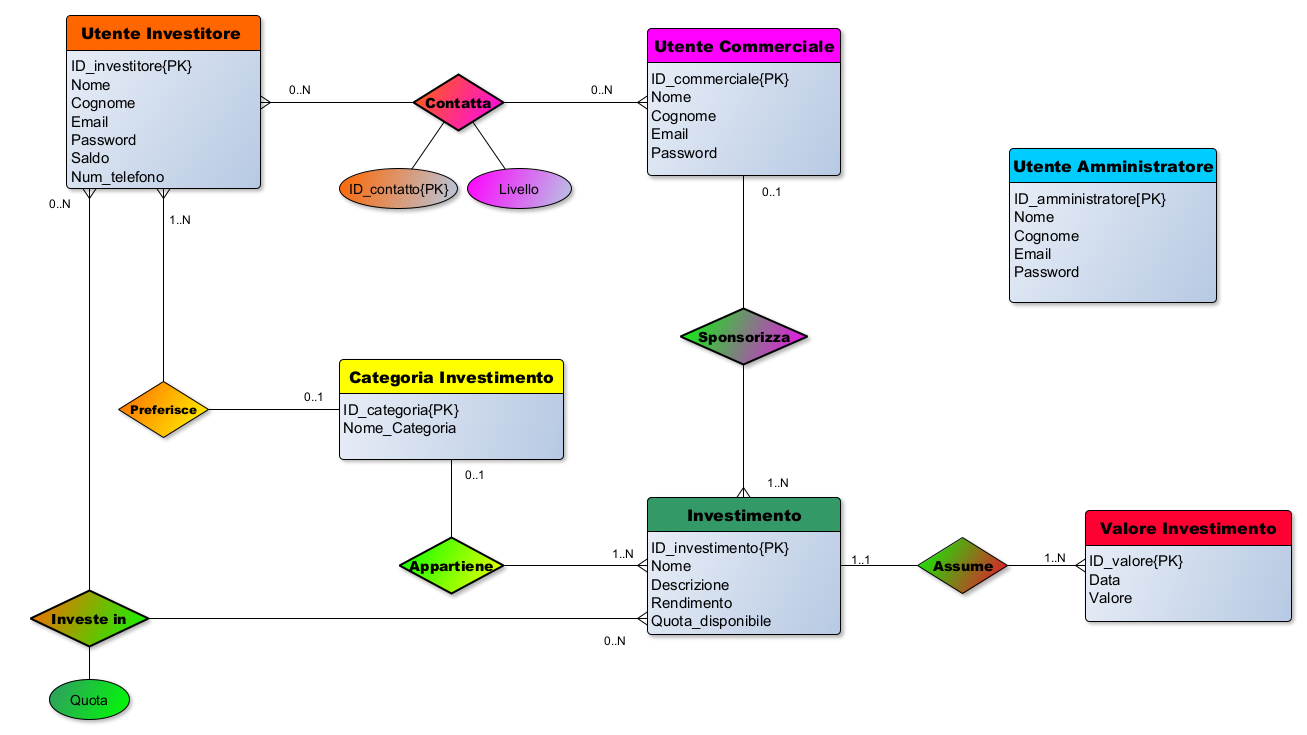 Utente Investitore
ID_investitore{PK}
Nome
Cognome
Email
Password
Saldo
Num_telefono
0..N
Contatta
0..N
ID_contatto{PK}
Livello
Utente Commerciale
ID_commerciale{PK}
Nome
Cognome
Email
Password
0..1
Utente Amministratore
ID_amministratore[PK}
Nome
Cognome
Email
Password
0..N
1..N
Sponsorizza
Preferisce
0..1
Categoria Investimento
ID_categoria{PK}
Nome_Categoria
0..1
1..N
Appartiene
1..N
Investimento
ID_investimento{PK}
Nome
Descrizione
Rendimento
Quota_disponibile
1..1
Assume
1..N
Valore Investimento
ID_valore{PK}
Data
Valore
Investe in
0..N
Quota